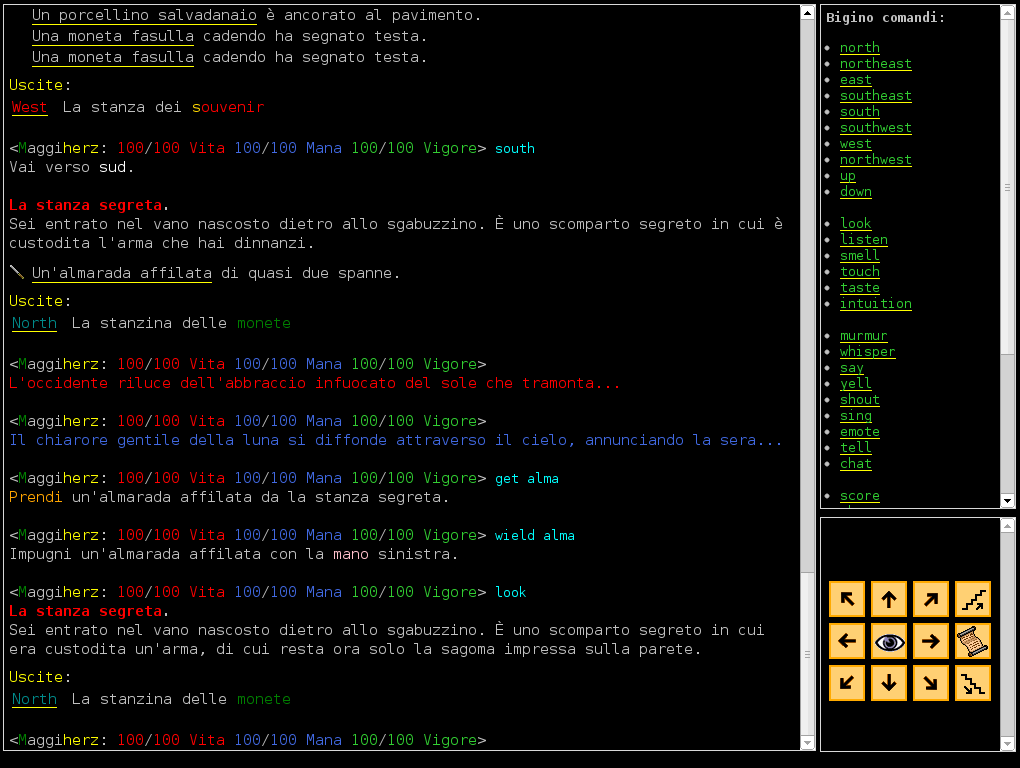 Un porcellino salvadanaio è ancorato al pavimento.
Una moneta fasulla cadendo ha segnato testa.
Una moneta fasulla cadendo ha segnato testa.
Uscite:
West La stanza dei souvenir
<Maggiherz: 100/100 Vita 100/100 Mana 100/100 Vigore> south
Vai verso sud.
La stanza segreta.
Sei entrato nel vano nascosto dietro allo sgabuzzino. È uno scomparto segreto in cui è
custodita l'arma che hai dinnanzi.
Un'almarada affilata di quasi due spanne.
Uscite:
North La stanzina delle monete
<Maggiherz: 100/100 Vita 100/100 Mana 100/100 Vigore>
L'occidente riluce dell'abbraccio infuocato del sole che tramonta...
<Maggiherz: 100/100 Vita 100/100 Mana 100/100 Vigore>
Il chiarore gentile della luna si diffonde attraverso il cielo, annunciando la sera...
<Maggiherz: 100/100 Vita 100/100 Mana 100/100 Vigore> get alma
Prendi un'almarada affilata da la stanza segreta.
<Maggiherz: 100/100 Vita 100/100 Mana 100/100 Vigore> wield alma
Impugni un'almarada affilata con la mano sinistra.
<Maggiherz: 100/100 Vita 100/100 Mana 100/100 Vigore> look
La stanza segreta.
Sei entrato nel vano nascosto dietro allo sgabuzzino. È uno scomparto segreto in cui
era custodita un'arma, di cui resta ora solo la sagoma impressa sulla parete.
Uscite:
North La stanzina delle monete
<Maggiherz: 100/100 Vita 100/100 Mana 100/100 Vigore>
Bigino comandi:
north
northeast
east
southeast
south
southwest
west
northwest
up
down
look
listen
smell
touch
taste
intuition
murmur
whisper
say
yell
shout
sing
emote
tell
chat
score